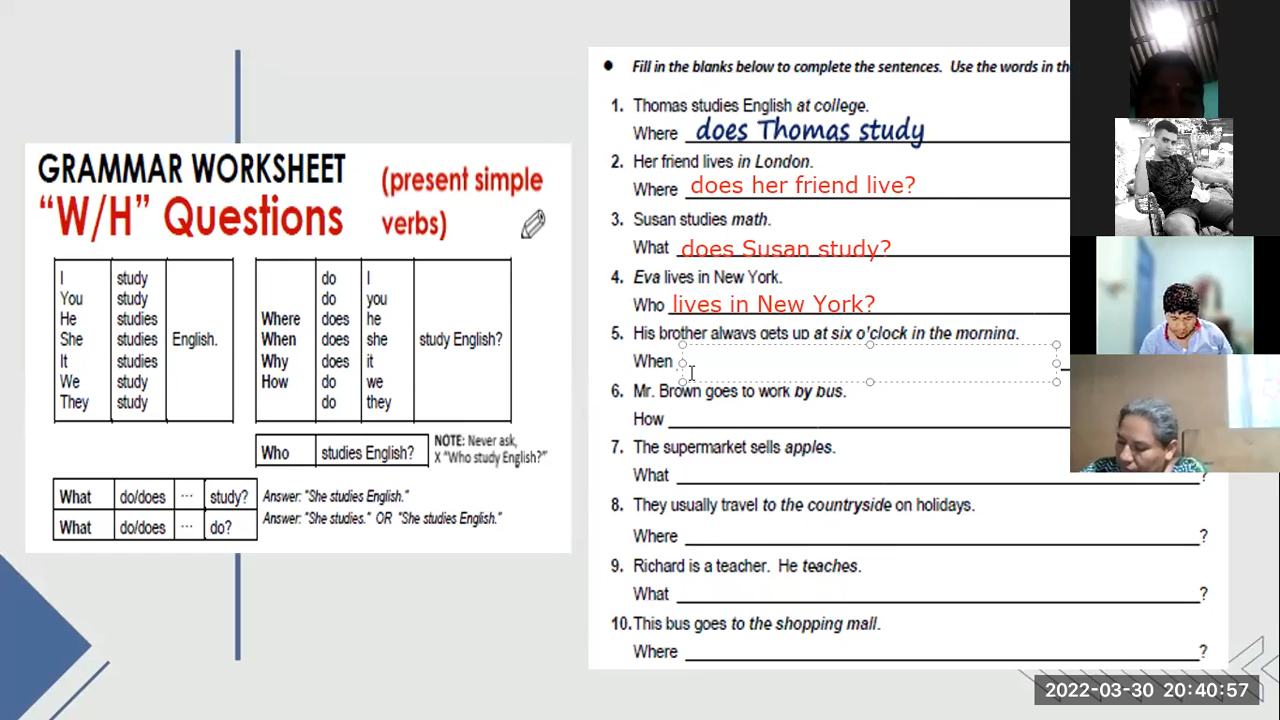 GRAMMAR WORKSHEET
"W/H" Questions
(present simple
verbs)
I study
You study
He studies
She studies English.
It studies
We study
They study
do I
do you
Where does he
When does she study English?
Why does it
How do we
do they
Who studies English?
NOTE: Never ask,
X "Who study English?"
What do/does ... study? Answer: "She studies English."
What do/does ... do? Answer: "She studies." OR "She studies English."
Fill in the blanks below to complete the sentences. Use the words in
1. Thomas studies English at college.
Where does Thomas study
2. Her friend lives in London.
Where does her friend live?
3. Susan studies math.
What does Susan study?
4. Eva lives in New York.
Who lives in New York?
5. His brother always gets up at six o'clock in the morning.
When
6. Mr. Brown goes to work by bus.
How
7. The supermarket sells apples.
What ?
8. They usually travel to the countryside on holidays.
Where ?
9. Richard is a teacher. He teaches.
What ?
10. This bus goes to the shopping mall.
Where ?
2022-03-30 20:40:57